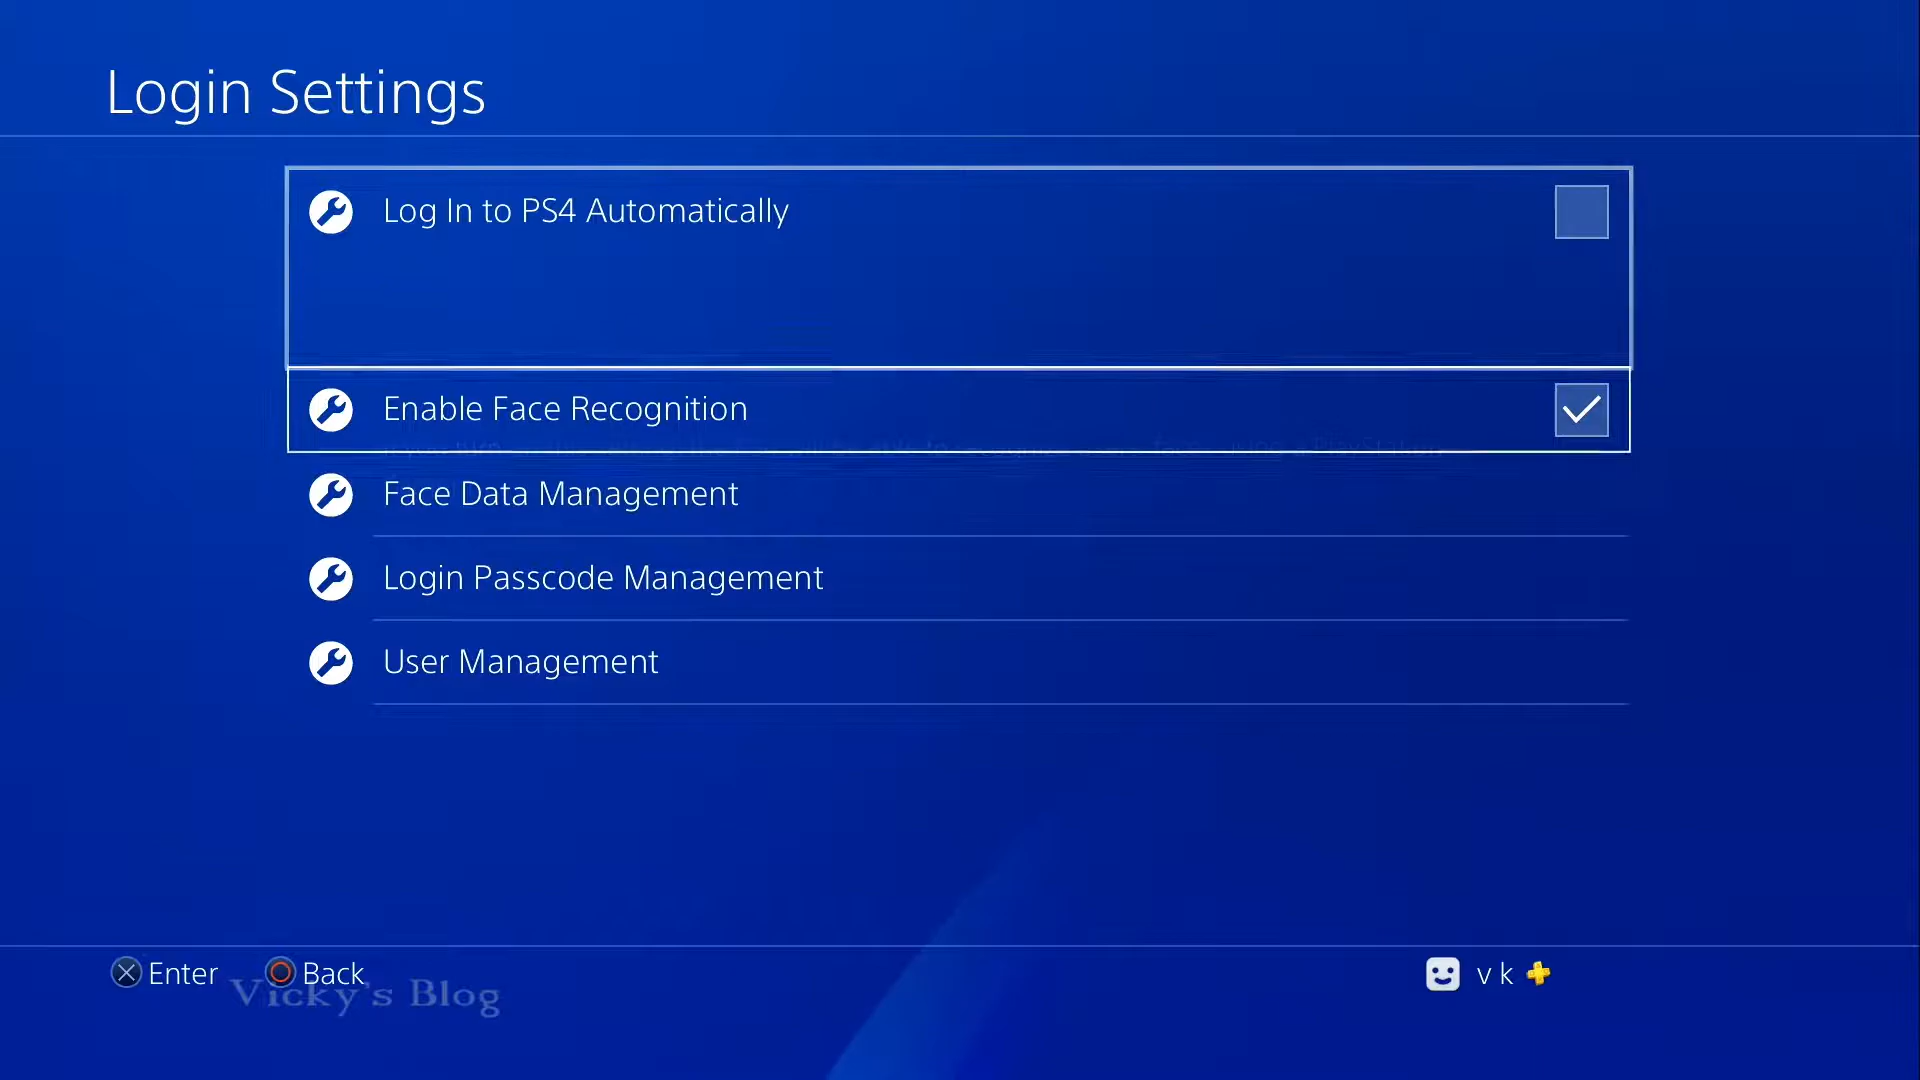 Login Settings
Log In to PS4 Automatically
Enable Face Recognition
Face Data Management
Login Passcode Management
User Management
Enter Back
Vicky's Blog
v k